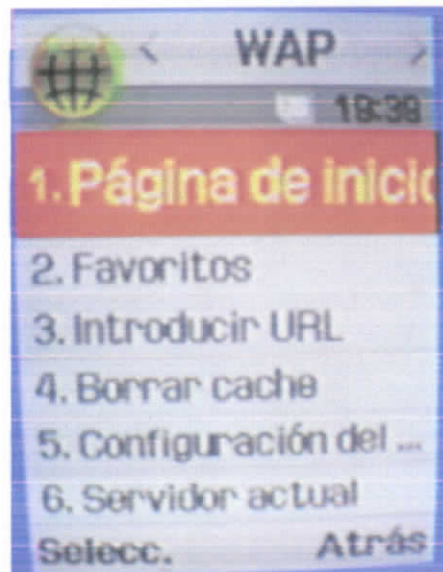 WAP
19:39
1. Página de inicio
2. Favoritos
3. Introducir URL
4. Borrar cache
5. Configuración del ...
6. Servidor actual
Selecc. Atrás